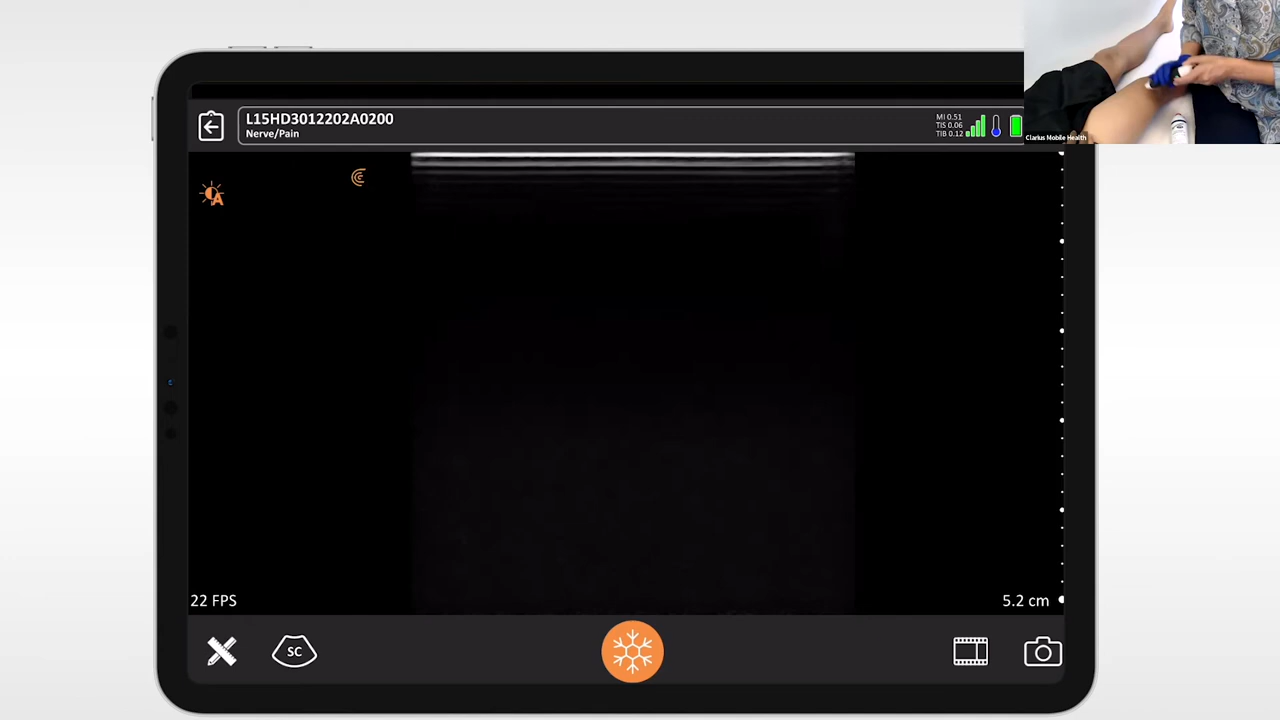 L15HD3012202A0200
Nerve/Pain
MI 0.51
TIS 0.06
TIB 0.12
Clarius Mobile Health
A
C
22 FPS
5.2 cm
SC